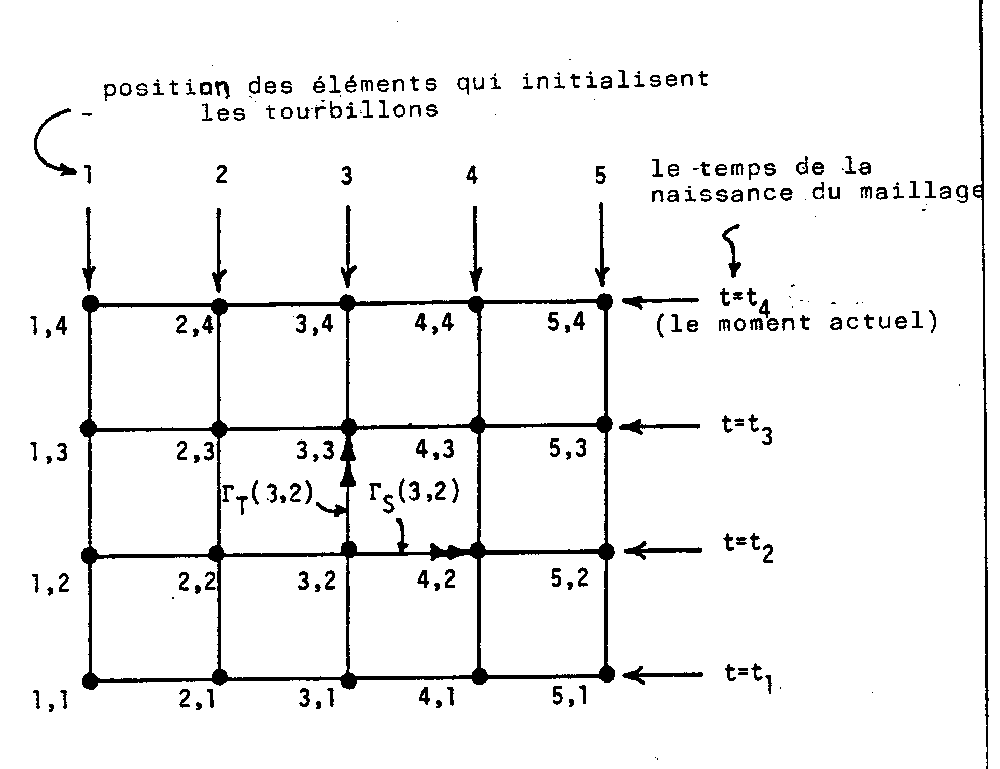 position des éléments qui initialisent
les tourbillons
1 2 3 4 5
le temps de la
naissance du maillage
t=t₄
(le moment actuel)
1,4 2,4 3,4 4,4 5,4
t=t₃
1,3 2,3 3,3 4,3 5,3
Γ_T(3,2) Γ_S(3,2)
t=t₂
1,2 2,2 3,2 4,2 5,2
t=t₁
1,1 2,1 3,1 4,1 5,1